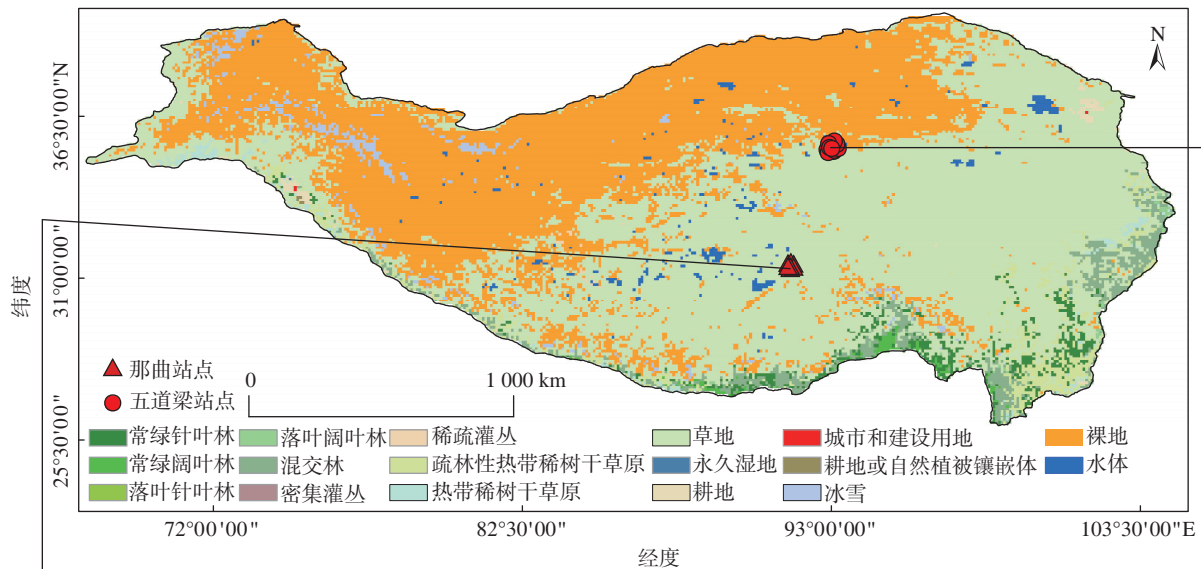 N
36°30′00″N
31°00′00″
25°30′00″
纬度
那曲站点
五道梁站点
0 1 000 km
常绿针叶林 落叶阔叶林 稀疏灌丛 草地 城市和建设用地 裸地
常绿阔叶林 混交林 疏林性热带稀树干草原 永久湿地 耕地或自然植被镶嵌体 水体
落叶针叶林 密集灌丛 热带稀树干草原 耕地 冰雪
72°00′00″ 82°30′00″ 93°00′00″ 103°30′00″E
经度